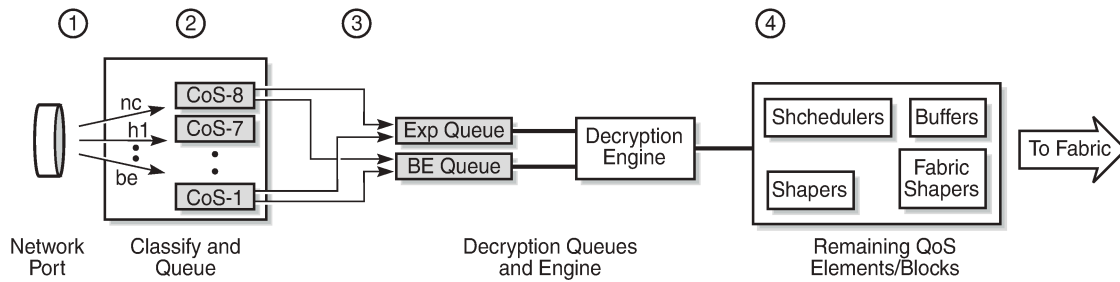 1
2
3
4
nc
h1
be
CoS-8
CoS-7
CoS-1
Exp Queue
BE Queue
Decryption
Engine
Shchedulers
Buffers
Shapers
Fabric
Shapers
To Fabric
Network
Port
Classify and
Queue
Decryption Queues
and Engine
Remaining QoS
Elements/Blocks